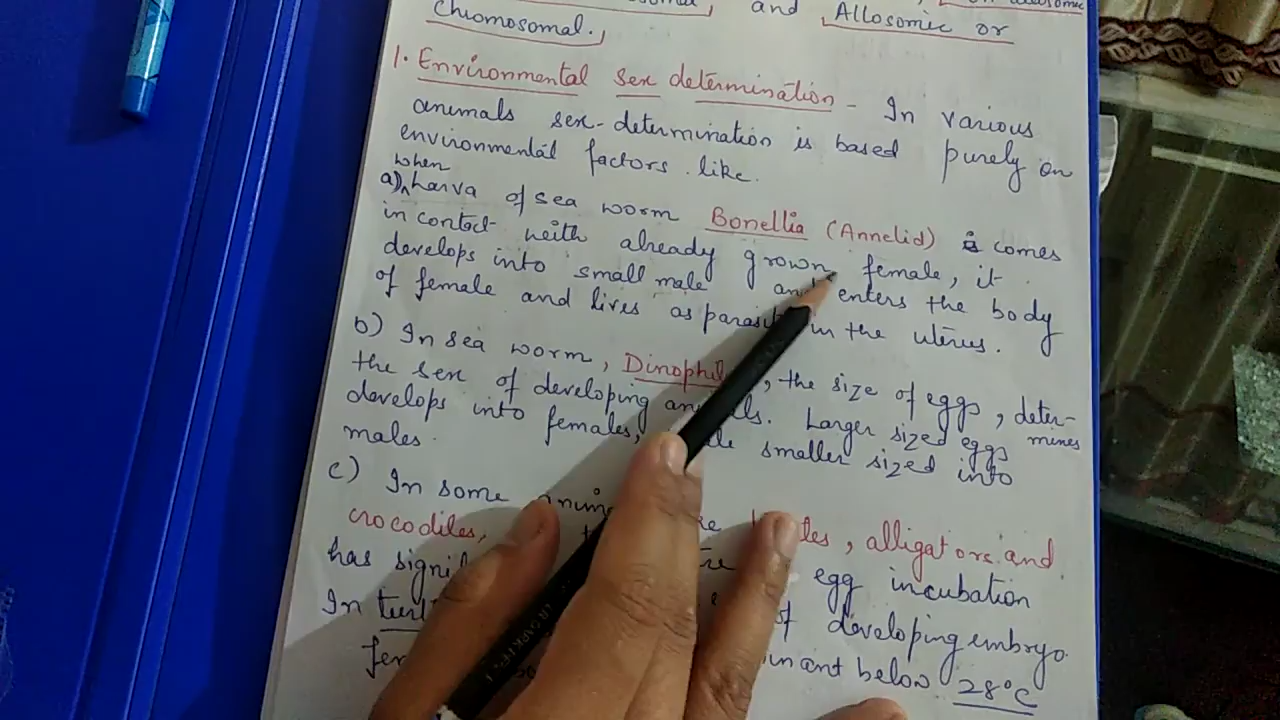 and
Chromosomal. Allosomic or
1. Environmental sex determination - In various
animals sex-determination is based purely on
environmental factors like.
when
a) Larva of sea worm Bonellia (Annelid) comes
in contact with already grown female, it
develops into small male and enters the body
of female and lives as parasite in the uterus.
b) In sea worm, the size of eggs, deter-
mines
the sex of developing Larger sized eggs
develops into females, smaller sized into
males.
c) In some
crocodiles, alligators and
has egg incubation
In of developing embryo.
below 28°C